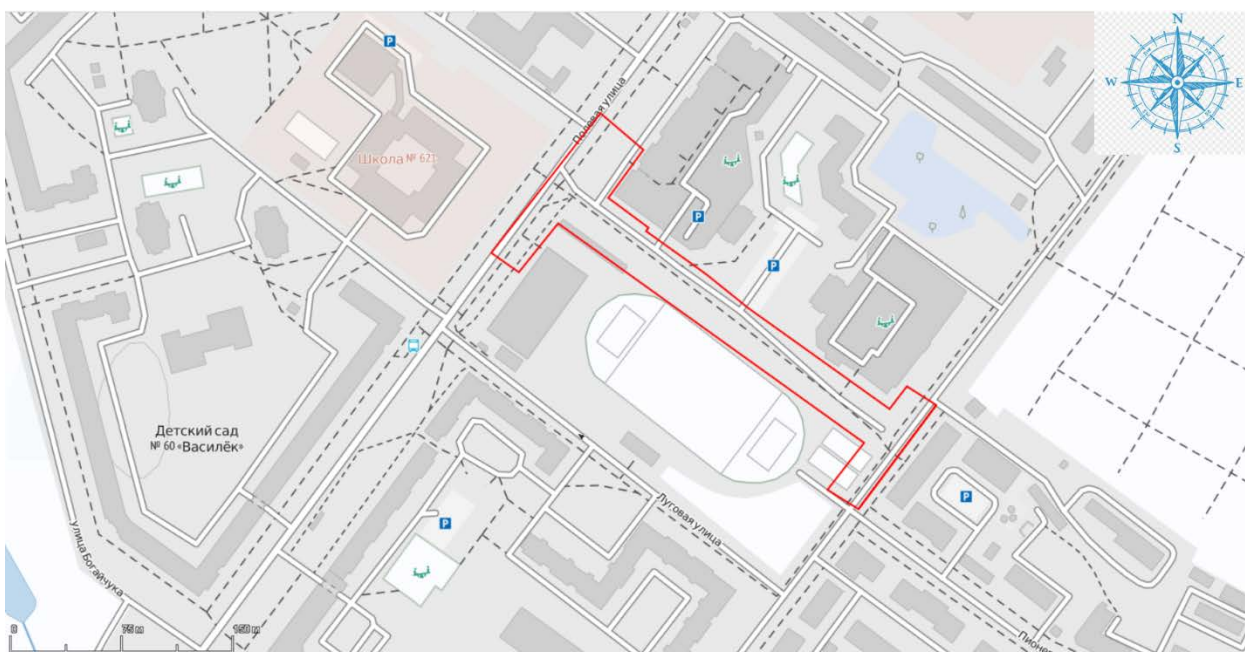 N
W
E
S
P
Полевая улица
Школа № 621
P
P
Детский сад
№ 60 «Василёк»
P
P
Луговая улица
улица Богайчука
Пионе
0
75 м
150 м